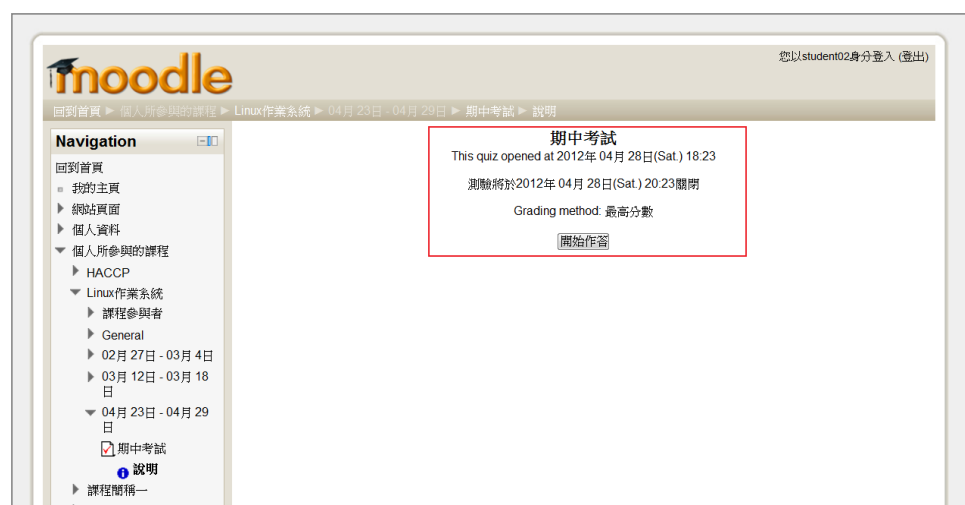 您以student02身分登入 (登出)
moodle
回到首頁 ► 個人所參與的課程 ► Linux作業系統 ► 04月 23日 - 04月 29日 ► 期中考試 ► 說明
Navigation
回到首頁
我的主頁
網站頁面
個人資料
個人所參與的課程
HACCP
Linux作業系統
課程參與者
General
02月 27日 - 03月 4日
03月 12日 - 03月 18
日
04月 23日 - 04月 29
日
期中考試
說明
課程簡稱一
期中考試
This quiz opened at 2012年 04月 28日(Sat.) 18:23
測驗將於2012年 04月 28日(Sat.) 20:23關閉
Grading method: 最高分數
開始作答